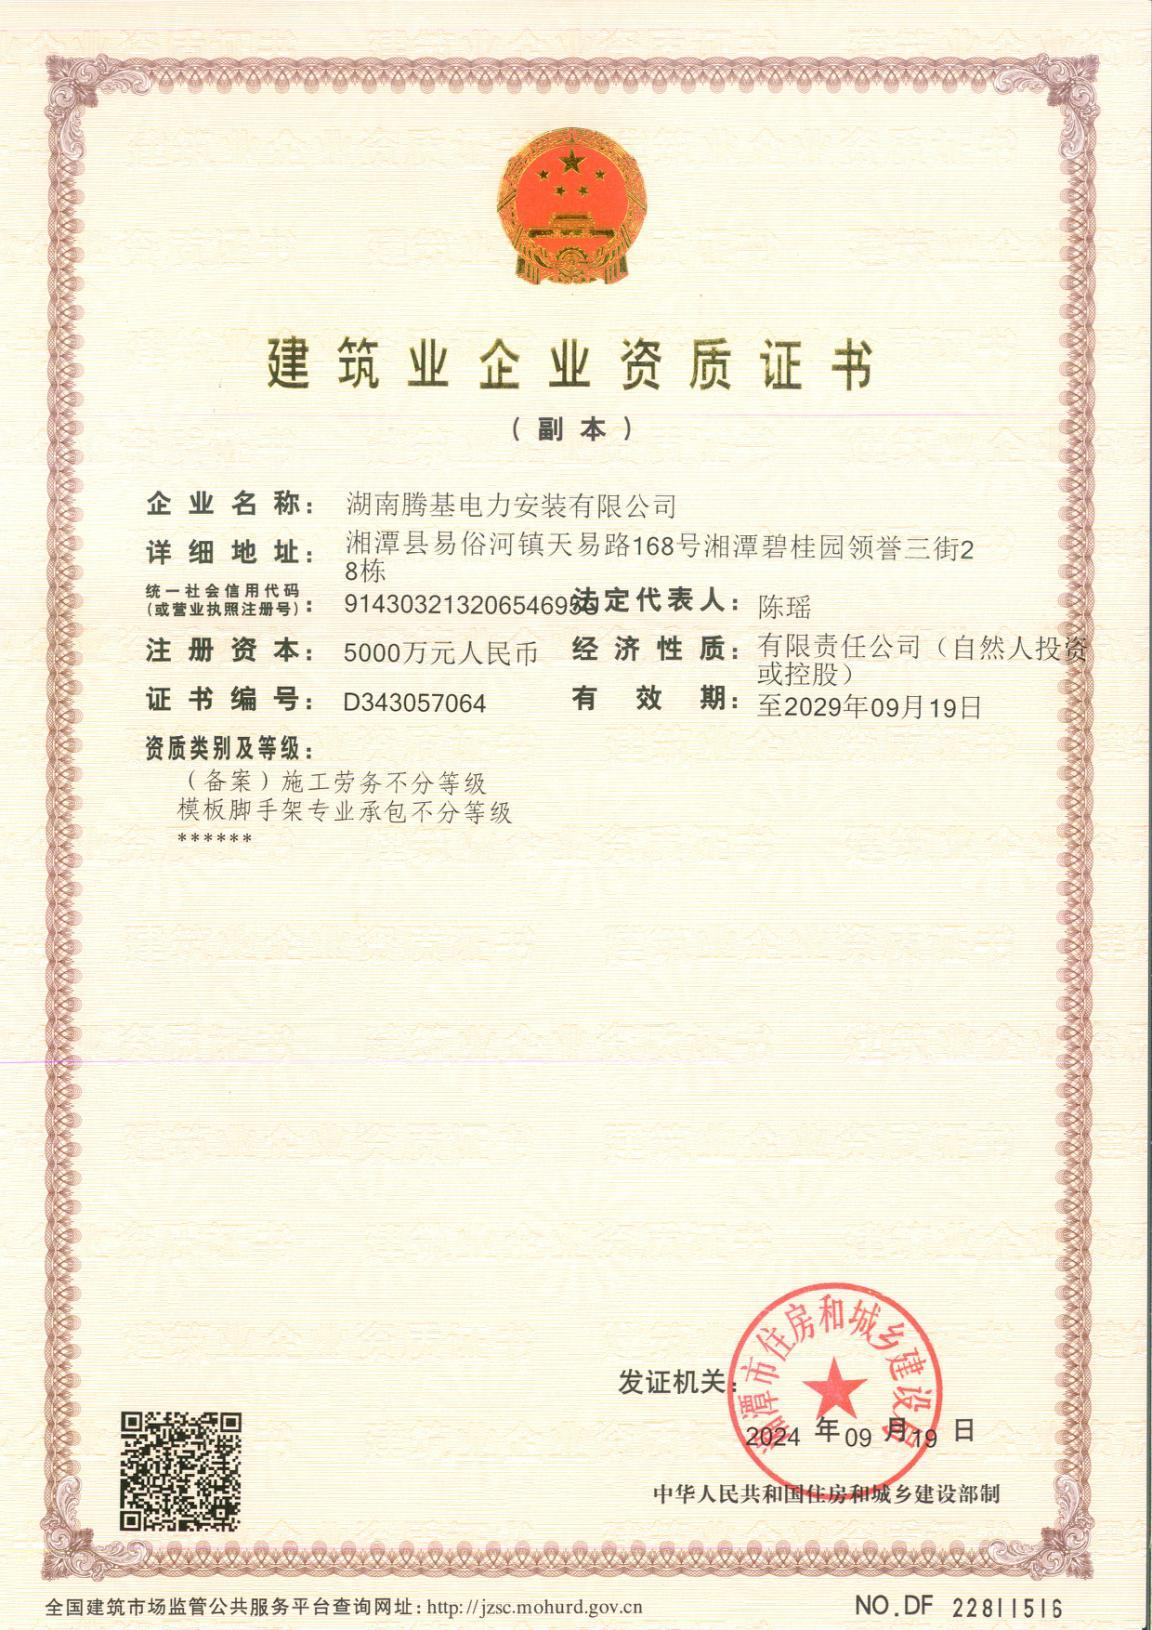 建筑业企业资质证书
（副本）
企业名称：湖南腾基电力安装有限公司
详细地址：湘潭县易俗河镇天易路168号湘潭碧桂园领誉三街2
8栋
统一社会信用代码
（或营业执照注册号）：
法定代表人：陈瑶
注册资本：5000万元人民币
经济性质：有限责任公司（自然人投资
或控股）
证书编号：D343057064
有效期：至2029年09月19日
资质类别及等级：
（备案）施工劳务不分等级
模板脚手架专业承包不分等级
******
发证机关：
湘潭市住房和城乡建设局
2024 年 09 月 19 日
中华人民共和国住房和城乡建设部制
全国建筑市场监管公共服务平台查询网址：http://jzsc.mohurd.gov.cn
NO.DF 22811516